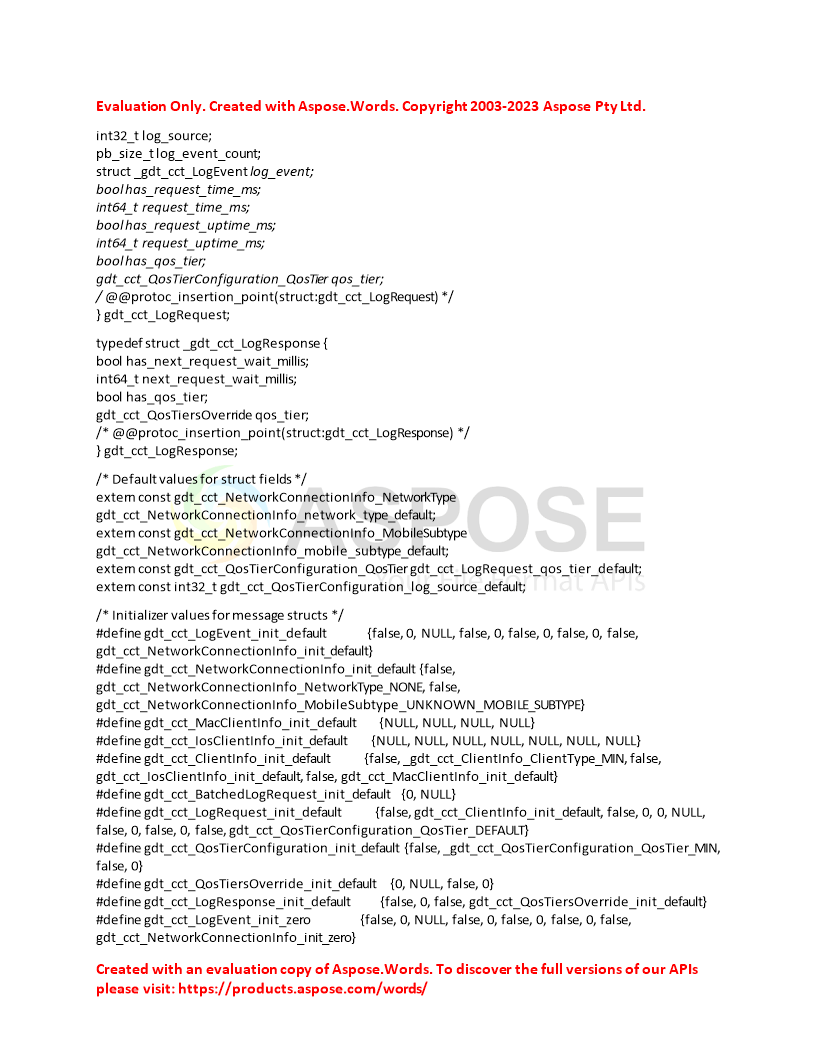 Evaluation Only. Created with Aspose.Words. Copyright 2003-2023 Aspose Pty Ltd.
int32_t log_source;
pb_size_t log_event_count;
struct _gdt_cct_LogEvent log_event;
bool has_request_time_ms;
int64_t request_time_ms;
bool has_request_uptime_ms;
int64_t request_uptime_ms;
bool has_qos_tier;
gdt_cct_QosTierConfiguration_QosTier qos_tier;
/ @@protoc_insertion_point(struct:gdt_cct_LogRequest) */
} gdt_cct_LogRequest;
typedef struct _gdt_cct_LogResponse {
bool has_next_request_wait_millis;
int64_t next_request_wait_millis;
bool has_qos_tier;
gdt_cct_QosTiersOverride qos_tier;
/* @@protoc_insertion_point(struct:gdt_cct_LogResponse) */
} gdt_cct_LogResponse;
/* Default values for struct fields */
extern const gdt_cct_NetworkConnectionInfo_NetworkType
gdt_cct_NetworkConnectionInfo_network_type_default;
extern const gdt_cct_NetworkConnectionInfo_MobileSubtype
gdt_cct_NetworkConnectionInfo_mobile_subtype_default;
extern const gdt_cct_QosTierConfiguration_QosTier gdt_cct_LogRequest_qos_tier_default;
extern const int32_t gdt_cct_QosTierConfiguration_log_source_default;
ASPOSE
Your File Format APIs
/* Initializer values for message structs */
#define gdt_cct_LogEvent_init_default {false, 0, NULL, false, 0, false, 0, false, 0, false,
gdt_cct_NetworkConnectionInfo_init_default}
#define gdt_cct_NetworkConnectionInfo_init_default {false,
gdt_cct_NetworkConnectionInfo_NetworkType_NONE, false,
gdt_cct_NetworkConnectionInfo_MobileSubtype_UNKNOWN_MOBILE_SUBTYPE}
#define gdt_cct_MacClientInfo_init_default {NULL, NULL, NULL, NULL}
#define gdt_cct_IosClientInfo_init_default {NULL, NULL, NULL, NULL, NULL, NULL, NULL}
#define gdt_cct_ClientInfo_init_default {false, _gdt_cct_ClientInfo_ClientType_MIN, false,
gdt_cct_IosClientInfo_init_default, false, gdt_cct_MacClientInfo_init_default}
#define gdt_cct_BatchedLogRequest_init_default {0, NULL}
#define gdt_cct_LogRequest_init_default {false, gdt_cct_ClientInfo_init_default, false, 0, 0, NULL,
false, 0, false, 0, false, gdt_cct_QosTierConfiguration_QosTier_DEFAULT}
#define gdt_cct_QosTierConfiguration_init_default {false, _gdt_cct_QosTierConfiguration_QosTier_MIN,
false, 0}
#define gdt_cct_QosTiersOverride_init_default {0, NULL, false, 0}
#define gdt_cct_LogResponse_init_default {false, 0, false, gdt_cct_QosTiersOverride_init_default}
#define gdt_cct_LogEvent_init_zero {false, 0, NULL, false, 0, false, 0, false, 0, false,
gdt_cct_NetworkConnectionInfo_init_zero}
Created with an evaluation copy of Aspose.Words. To discover the full versions of our APIs
please visit: https://products.aspose.com/words/